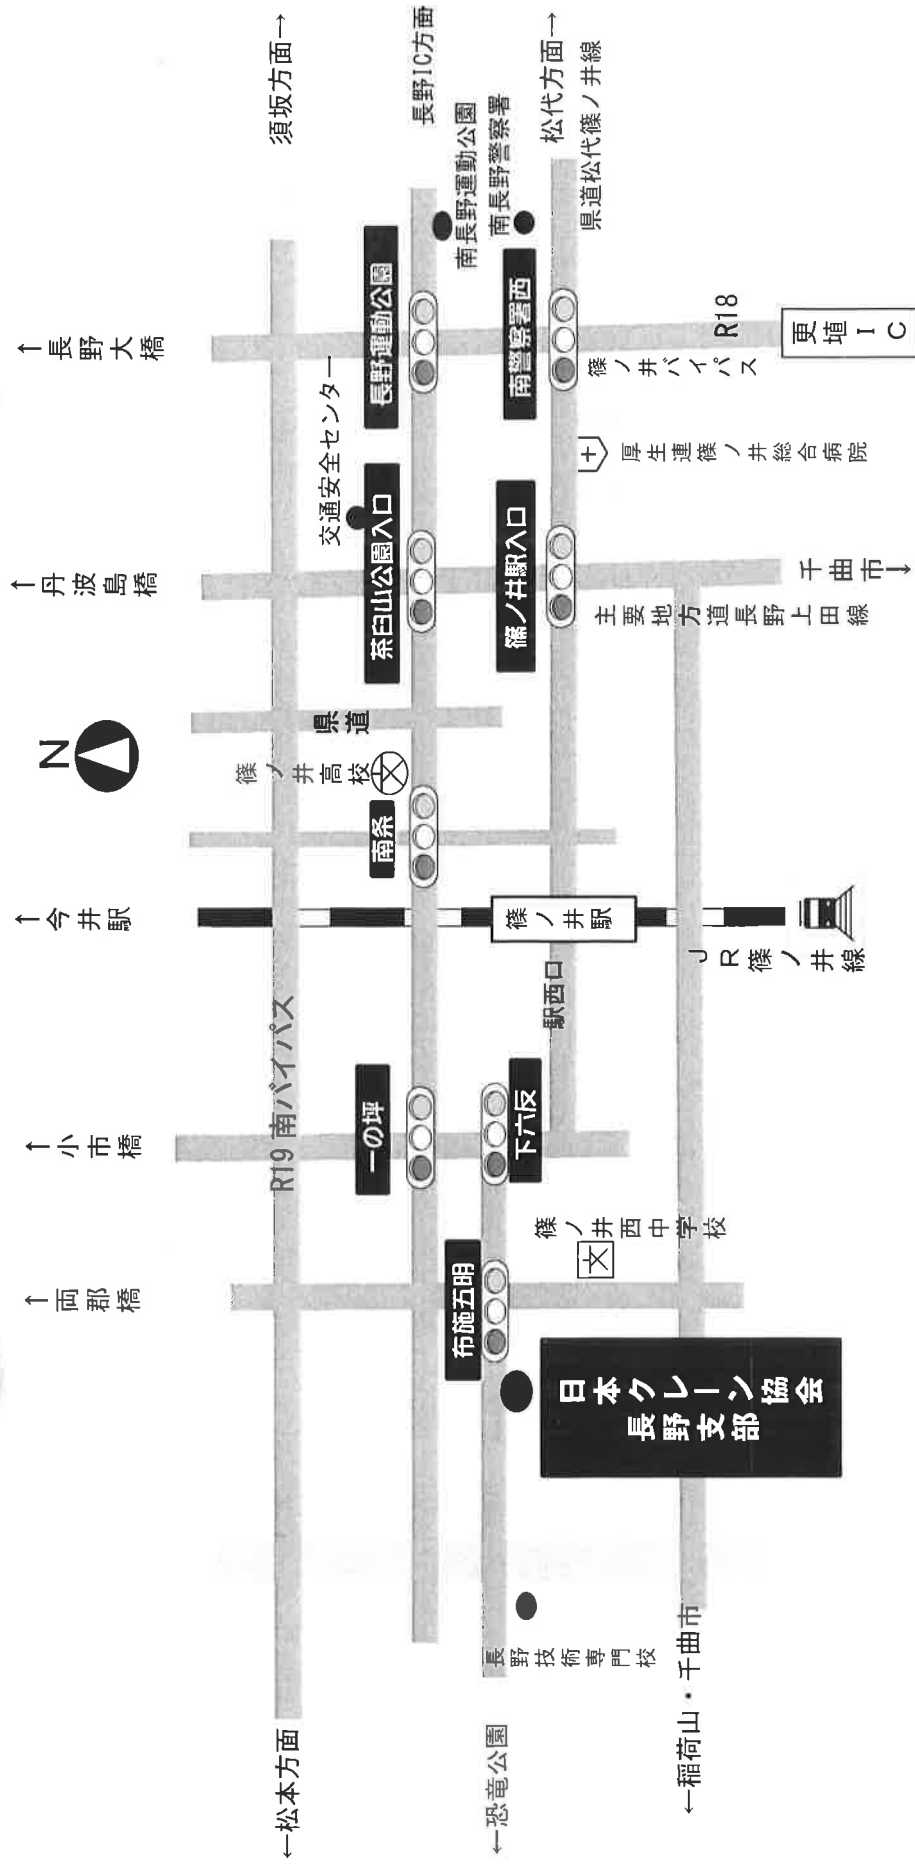 N
↑両郡橋
↑小市橋
↑今井駅
↑丹波島橋
↑長野大橋
←松本方面
R19 南バイパス
須坂方面→
篠ノ井高校
県道
交通安全センター
一の坪
南条
茶臼山公園入口
長野運動公園
長野IC方面
南長野運動公園
布施五明
下六反
篠ノ井駅
篠ノ井駅入口
南警察署西
南長野警察署
←恐竜公園
長野技術専門校
日本クレーン協会
長野支部
篠ノ井西中学校
駅西口
厚生連篠ノ井総合病院
篠ノ井バイパス
松代方面→
県道松代篠ノ井線
←稲荷山・千曲市
JR篠ノ井線
主要地方道長野上田線
千曲市↓
R18
更埴IC